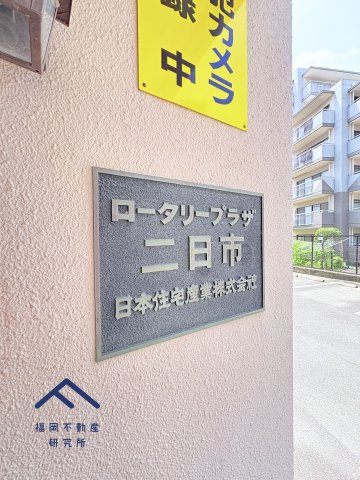 カメラ
録中
ロータリープラザ
二日市
日本住宅産業株式会社
福岡不動産
研究所